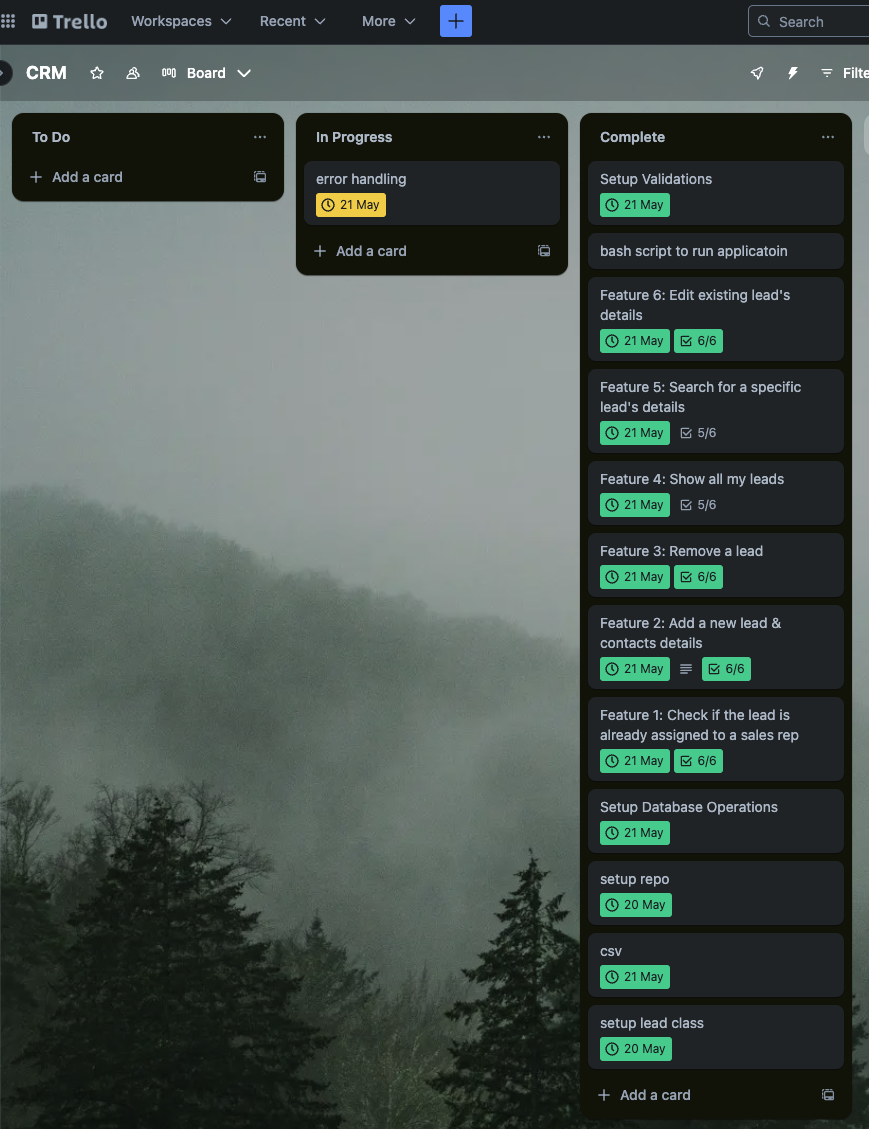 Trello Workspaces Recent More Search
CRM Board Filte
To Do
Add a card
In Progress
error handling
21 May
Add a card
Complete
Setup Validations
21 May
bash script to run applicatoin
Feature 6: Edit existing lead's
details
21 May 6/6
Feature 5: Search for a specific
lead's details
21 May 5/6
Feature 4: Show all my leads
21 May 5/6
Feature 3: Remove a lead
21 May 6/6
Feature 2: Add a new lead &
contacts details
21 May 6/6
Feature 1: Check if the lead is
already assigned to a sales rep
21 May 6/6
Setup Database Operations
21 May
setup repo
20 May
csv
21 May
setup lead class
20 May
Add a card